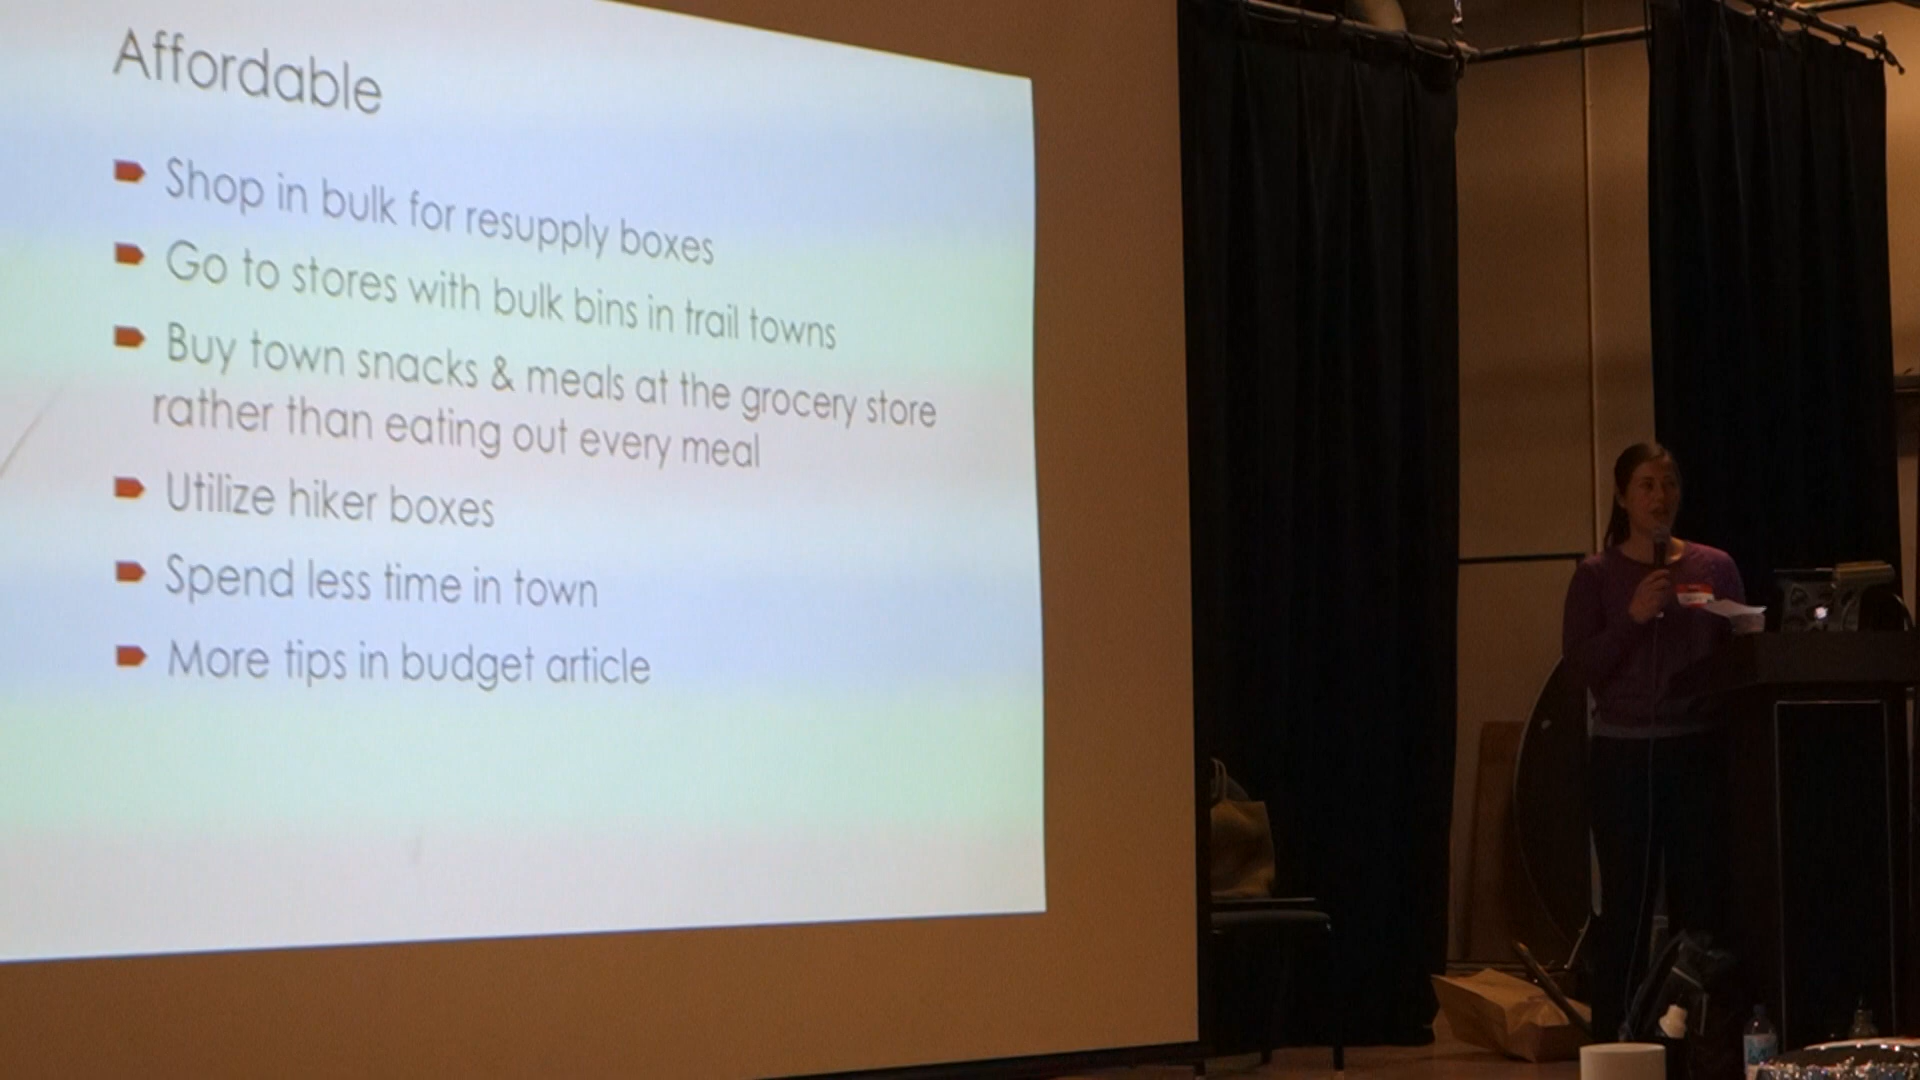 Affordable
Shop in bulk for resupply boxes
Go to stores with bulk bins in trail towns
Buy town snacks & meals at the grocery store
rather than eating out every meal
Utilize hiker boxes
Spend less time in town
More tips in budget article